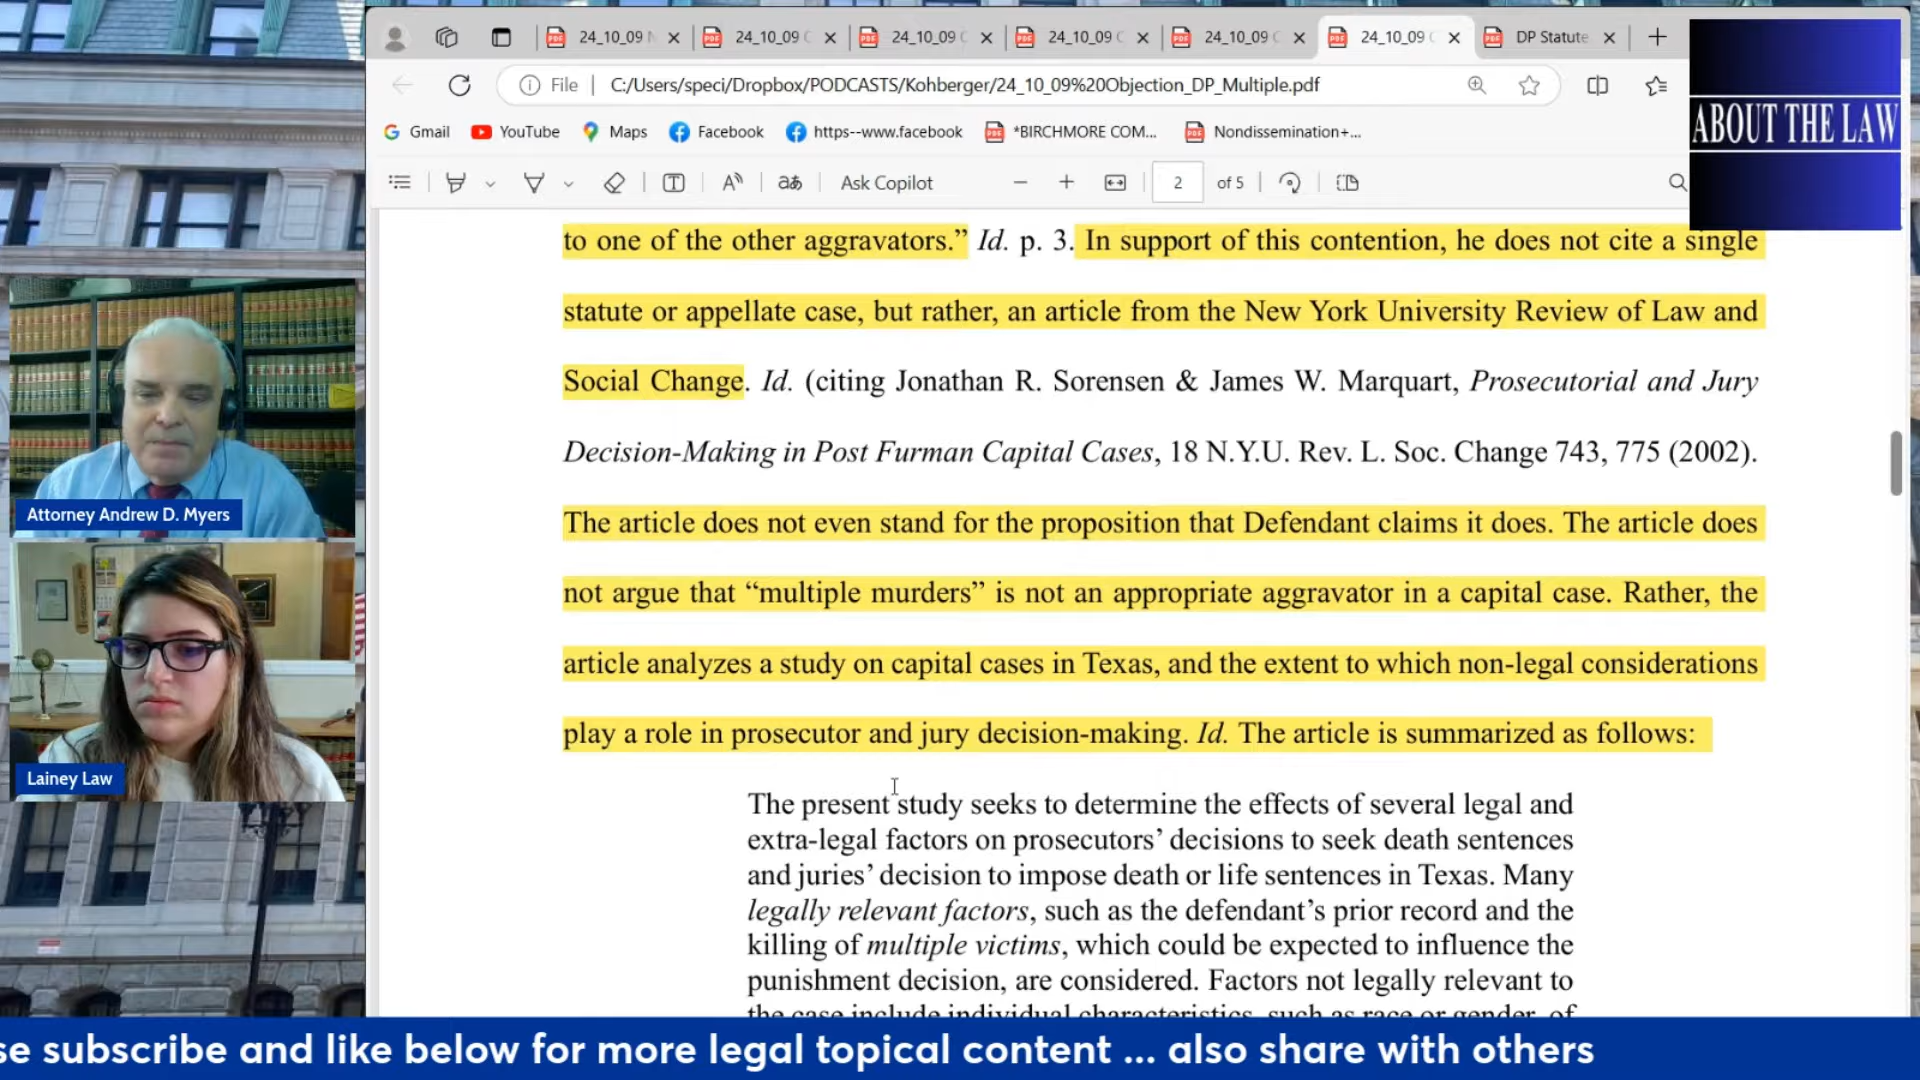 24_10_09
24_10_09
24_10_09
24_10_09
24_10_09
24_10_09
DP Statute
File
C:/Users/speci/Dropbox/PODCASTS/Kohberger/24_10_09%20Objection_DP_Multiple.pdf
Gmail
YouTube
Maps
Facebook
https--www.facebook
*BIRCHMORE COM...
Nondissemination+...
Ask Copilot
2
of 5
ABOUT THE LAW
to one of the other aggravators.” Id. p. 3. In support of this contention, he does not cite a single
statute or appellate case, but rather, an article from the New York University Review of Law and
Social Change. Id. (citing Jonathan R. Sorensen & James W. Marquart, Prosecutorial and Jury
Decision-Making in Post Furman Capital Cases, 18 N.Y.U. Rev. L. Soc. Change 743, 775 (2002).
The article does not even stand for the proposition that Defendant claims it does. The article does
not argue that “multiple murders” is not an appropriate aggravator in a capital case. Rather, the
article analyzes a study on capital cases in Texas, and the extent to which non-legal considerations
play a role in prosecutor and jury decision-making. Id. The article is summarized as follows:
The present study seeks to determine the effects of several legal and
extra-legal factors on prosecutors’ decisions to seek death sentences
and juries’ decision to impose death or life sentences in Texas. Many
legally relevant factors, such as the defendant’s prior record and the
killing of multiple victims, which could be expected to influence the
punishment decision, are considered. Factors not legally relevant to
the case include individual characteristics, such as race or gender, of
Attorney Andrew D. Myers
Lainey Law
se subscribe and like below for more legal topical content ... also share with others